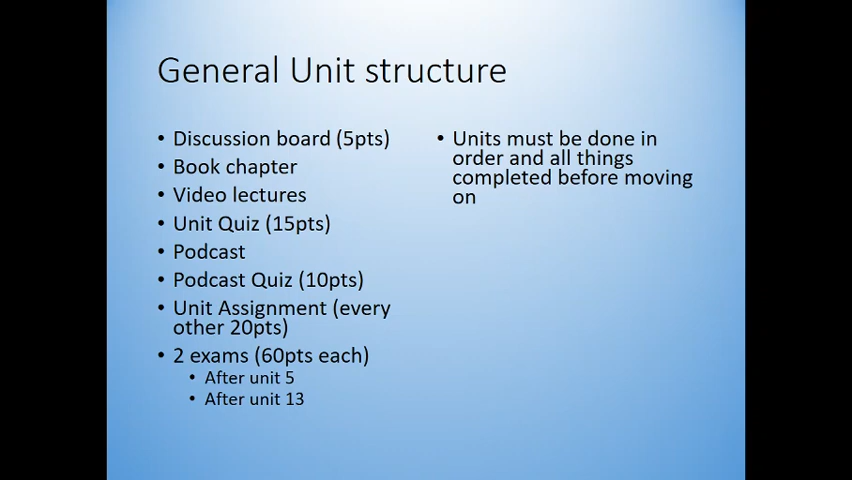 General Unit structure
• Discussion board (5pts)
• Book chapter
• Video lectures
• Unit Quiz (15pts)
• Podcast
• Podcast Quiz (10pts)
• Unit Assignment (every
other 20pts)
• 2 exams (60pts each)
• After unit 5
• After unit 13
• Units must be done in
order and all things
completed before moving
on